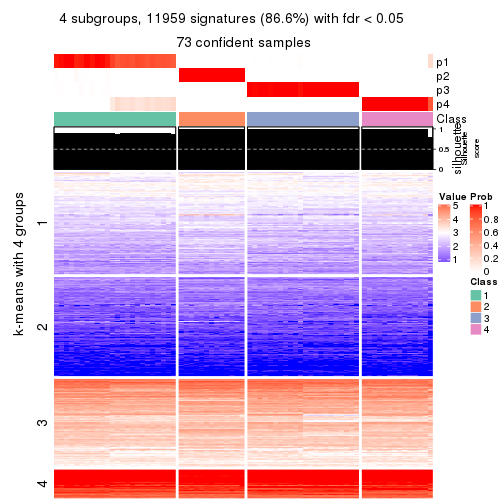 4 subgroups, 11959 signatures (86.6%) with fdr < 0.05
73 confident samples
p1
p2
p3
p4
Class
1
0.5
0
silhouette
Silhouette
score
k-means with 4 groups
1
2
3
4
Value
5
4
3
2
1
Prob
1
0.8
0.6
0.4
0.2
0
Class
1
2
3
4